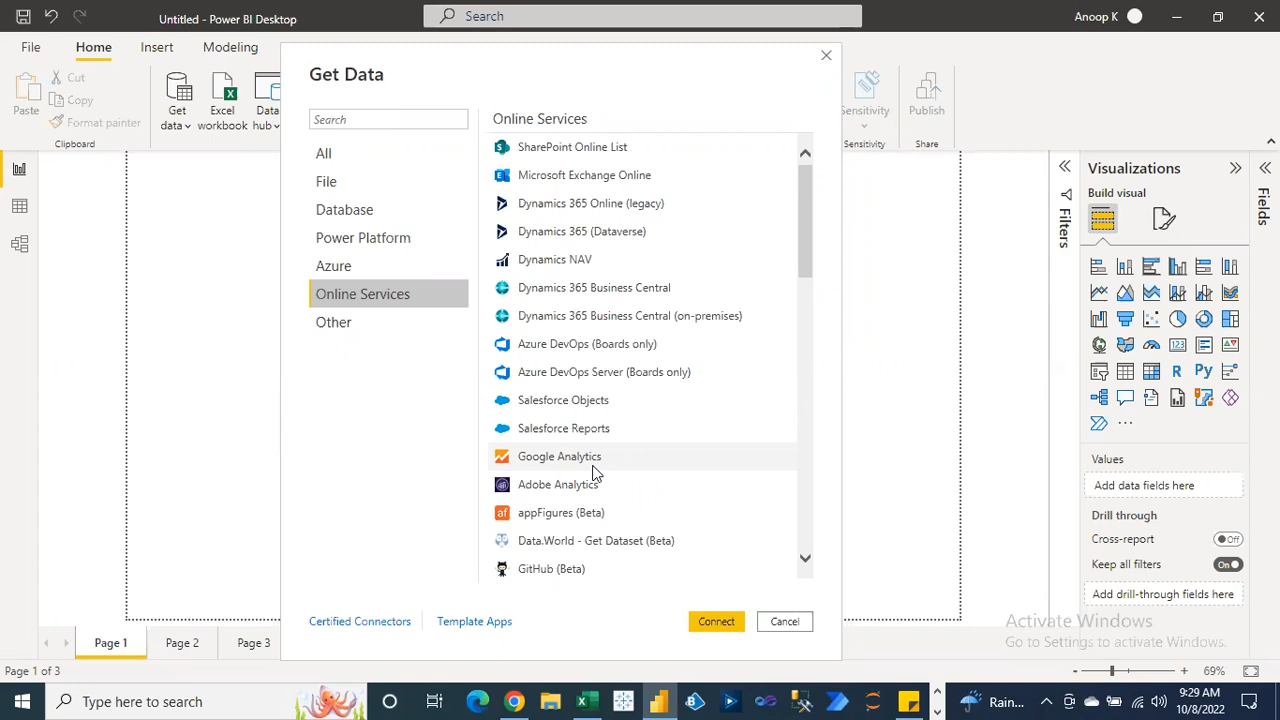 Untitled - Power BI Desktop
Search
Anoop K
File
Home
Insert
Modeling
Paste
Cut
Copy
Format painter
Clipboard
Get
data
Excel
workbook
Data
hub
Sensitivity
Sensitivity
Publish
Share
Get Data
Search
All
File
Database
Power Platform
Azure
Online Services
Other
Online Services
SharePoint Online List
Microsoft Exchange Online
Dynamics 365 Online (legacy)
Dynamics 365 (Dataverse)
Dynamics NAV
Dynamics 365 Business Central
Dynamics 365 Business Central (on-premises)
Azure DevOps (Boards only)
Azure DevOps Server (Boards only)
Salesforce Objects
Salesforce Reports
Google Analytics
Adobe Analytics
appFigures (Beta)
Data.World - Get Dataset (Beta)
GitHub (Beta)
Certified Connectors
Template Apps
Connect
Cancel
Filters
Visualizations
Build visual
123
R
Py
Values
Add data fields here
Drill through
Cross-report
Off
Keep all filters
On
Add drill-through fields here
Fields
Activate Windows
Go to Settings to activate Windows.
Page 1
Page 2
Page 3
Page 1 of 3
69%
Type here to search
Rain...
9:29 AM
10/8/2022